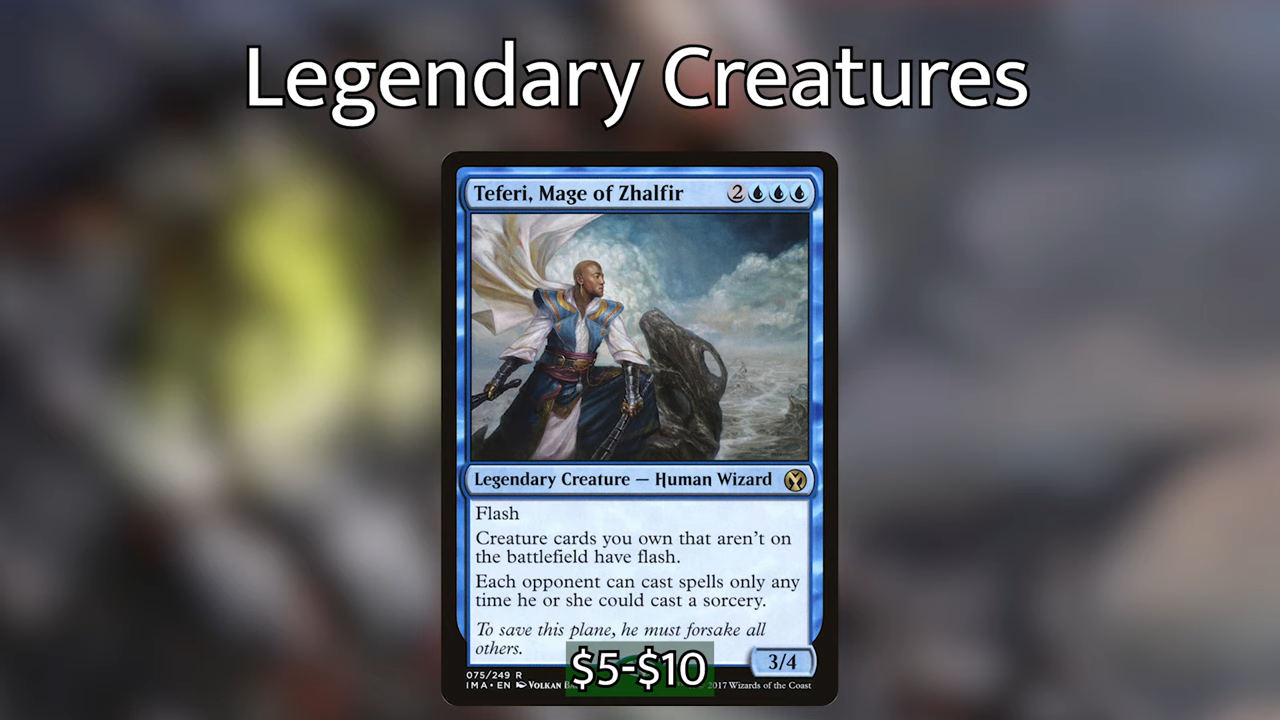 Legendary Creatures
Teferi, Mage of Zhalfir 2
Legendary Creature — Human Wizard
Flash
Creature cards you own that aren't on
the battlefield have flash.
Each opponent can cast spells only any
time he or she could cast a sorcery.
To save this plane, he must forsake all
others.
$5-$10
3/4
075/249 R
IMA • EN VOLKAN
2017 Wizards of the Coast